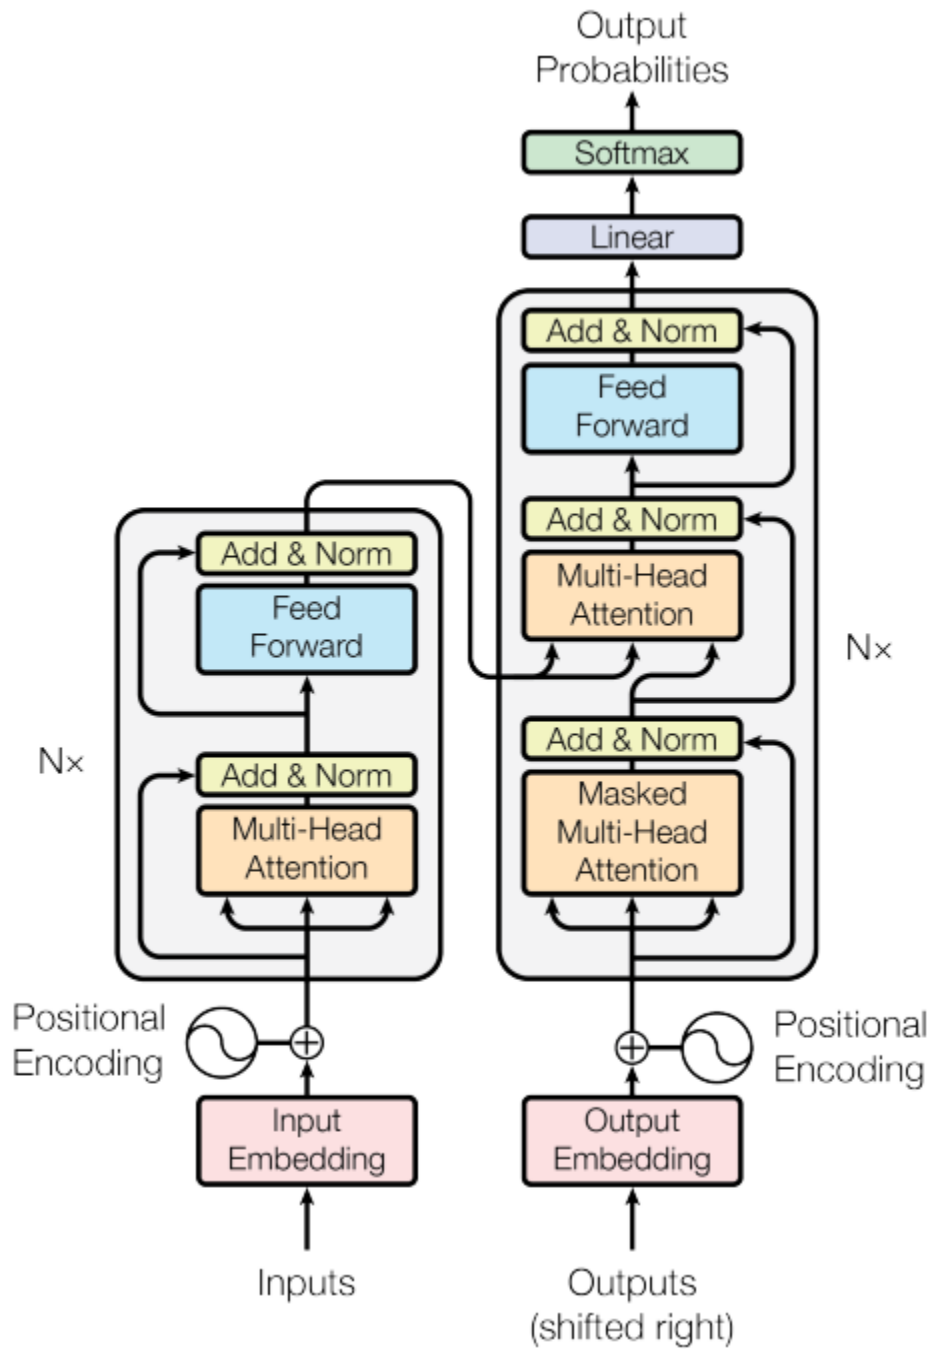 Output
Probabilities
Softmax
Linear
Add & Norm
Feed
Forward
Add & Norm
Multi-Head
Attention
N×
Add & Norm
Masked
Multi-Head
Attention
Positional
Encoding
Output
Embedding
Outputs
(shifted right)
Add & Norm
Feed
Forward
N×
Add & Norm
Multi-Head
Attention
Positional
Encoding
Input
Embedding
Inputs